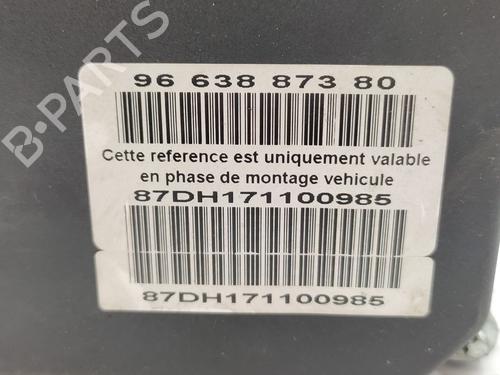 96 638 873 80
Cette reference est uniquement valable
en phase de montage vehicule
87DH171100985
87DH171100985
B-PARTS